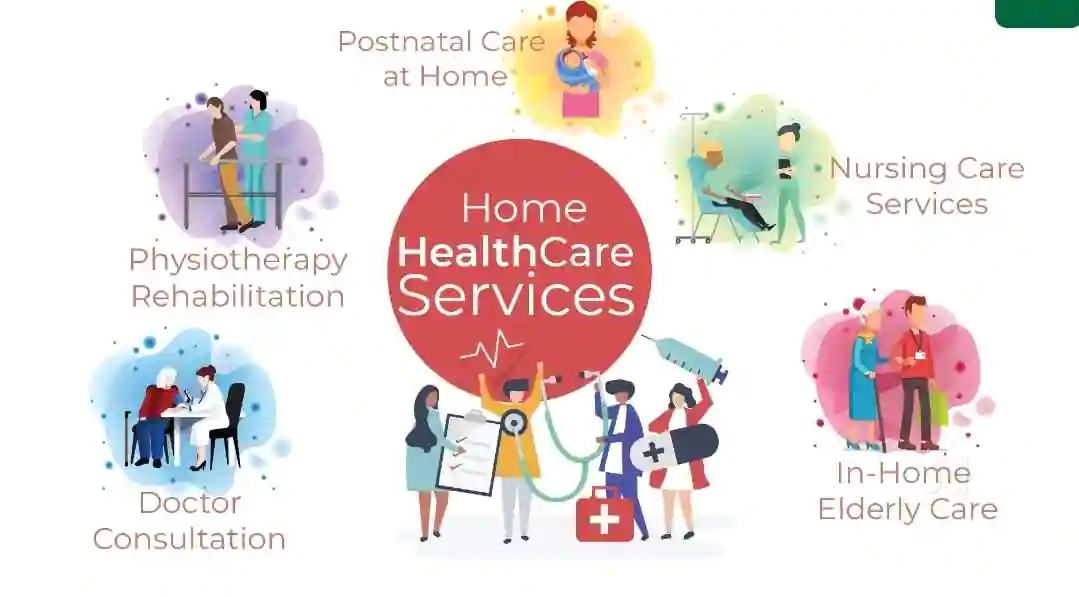 Postnatal Care
at Home
Nursing Care
Services
Physiotherapy
Rehabilitation
Home
HealthCare
Services
In-Home
Elderly Care
Doctor
Consultation